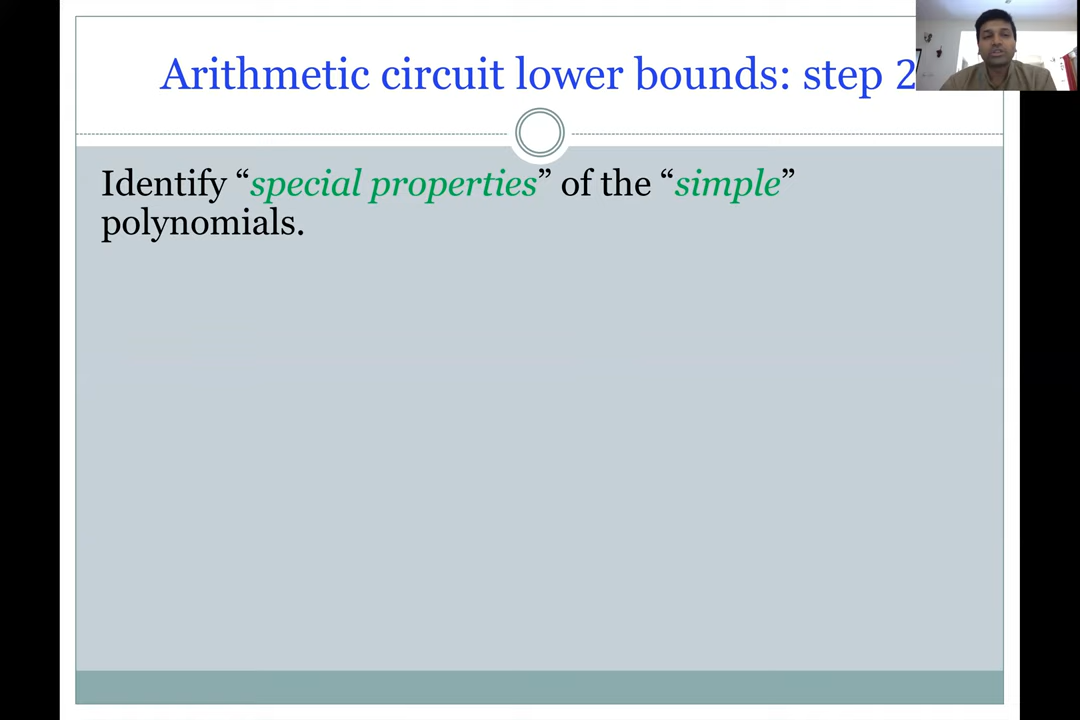 Arithmetic circuit lower bounds: step 2
Identify “special properties” of the “simple”
polynomials.